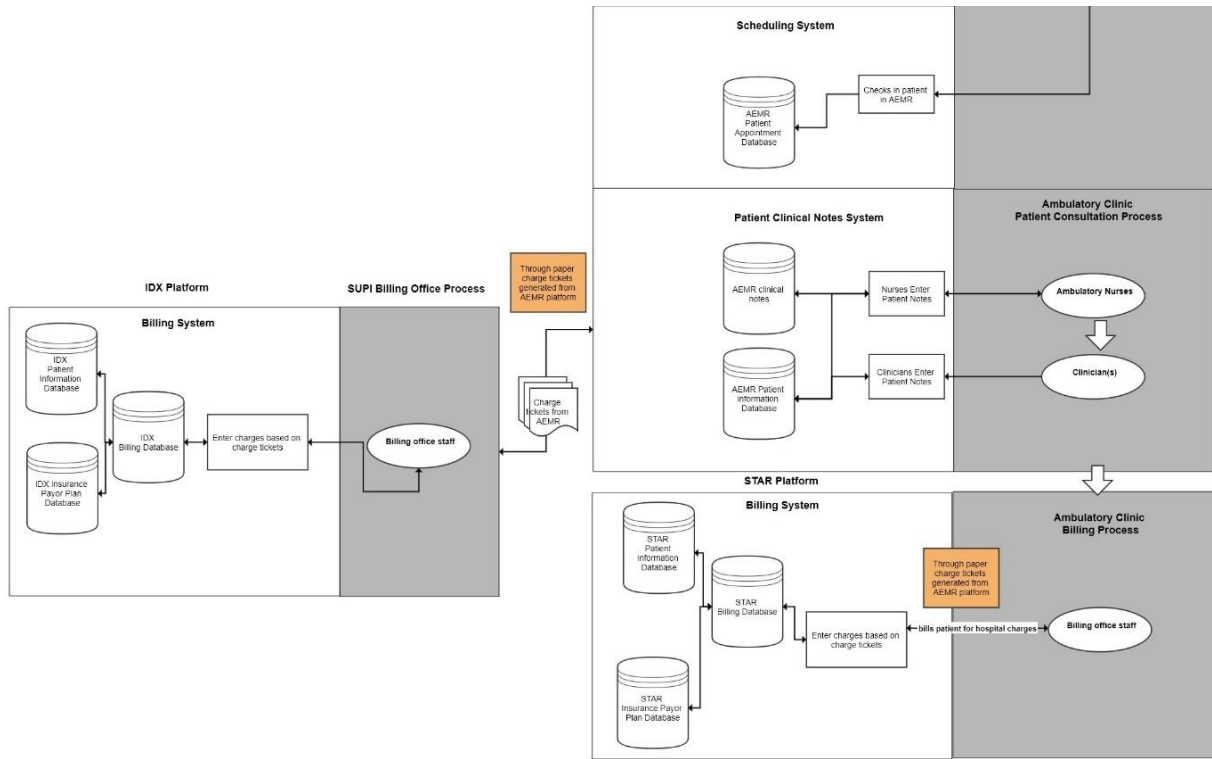 Scheduling System
Checks in patient
in AEMR
AEMR
Patient
Appointment
Database
Ambulatory Clinic
Patient Consultation Process
Patient Clinical Notes System
Through paper
charge tickets
generated from
AEMR platform
AEMR clinical
notes
Nurses Enter
Patient Notes
Ambulatory Nurses
IDX Platform
SUPI Billing Office Process
Billing System
IDX
Patient
Information
Database
AEMR Patient
information
Database
Clinicians Enter
Patient Notes
Clinician(s)
Charge
tickets from
AEMR
IDX
Billing Database
Enter charges based on
charge tickets
Billing office staff
IDX Insurance
Payor Plan
Database
STAR Platform
Billing System
Ambulatory Clinic
Billing Process
STAR
Patient
Information
Database
Through paper
charge tickets
generated from
AEMR platform
STAR
Billing Database
Enter charges based on
charge tickets
bills patient for hospital charges
Billing office staff
STAR
Insurance Payor
Plan Database